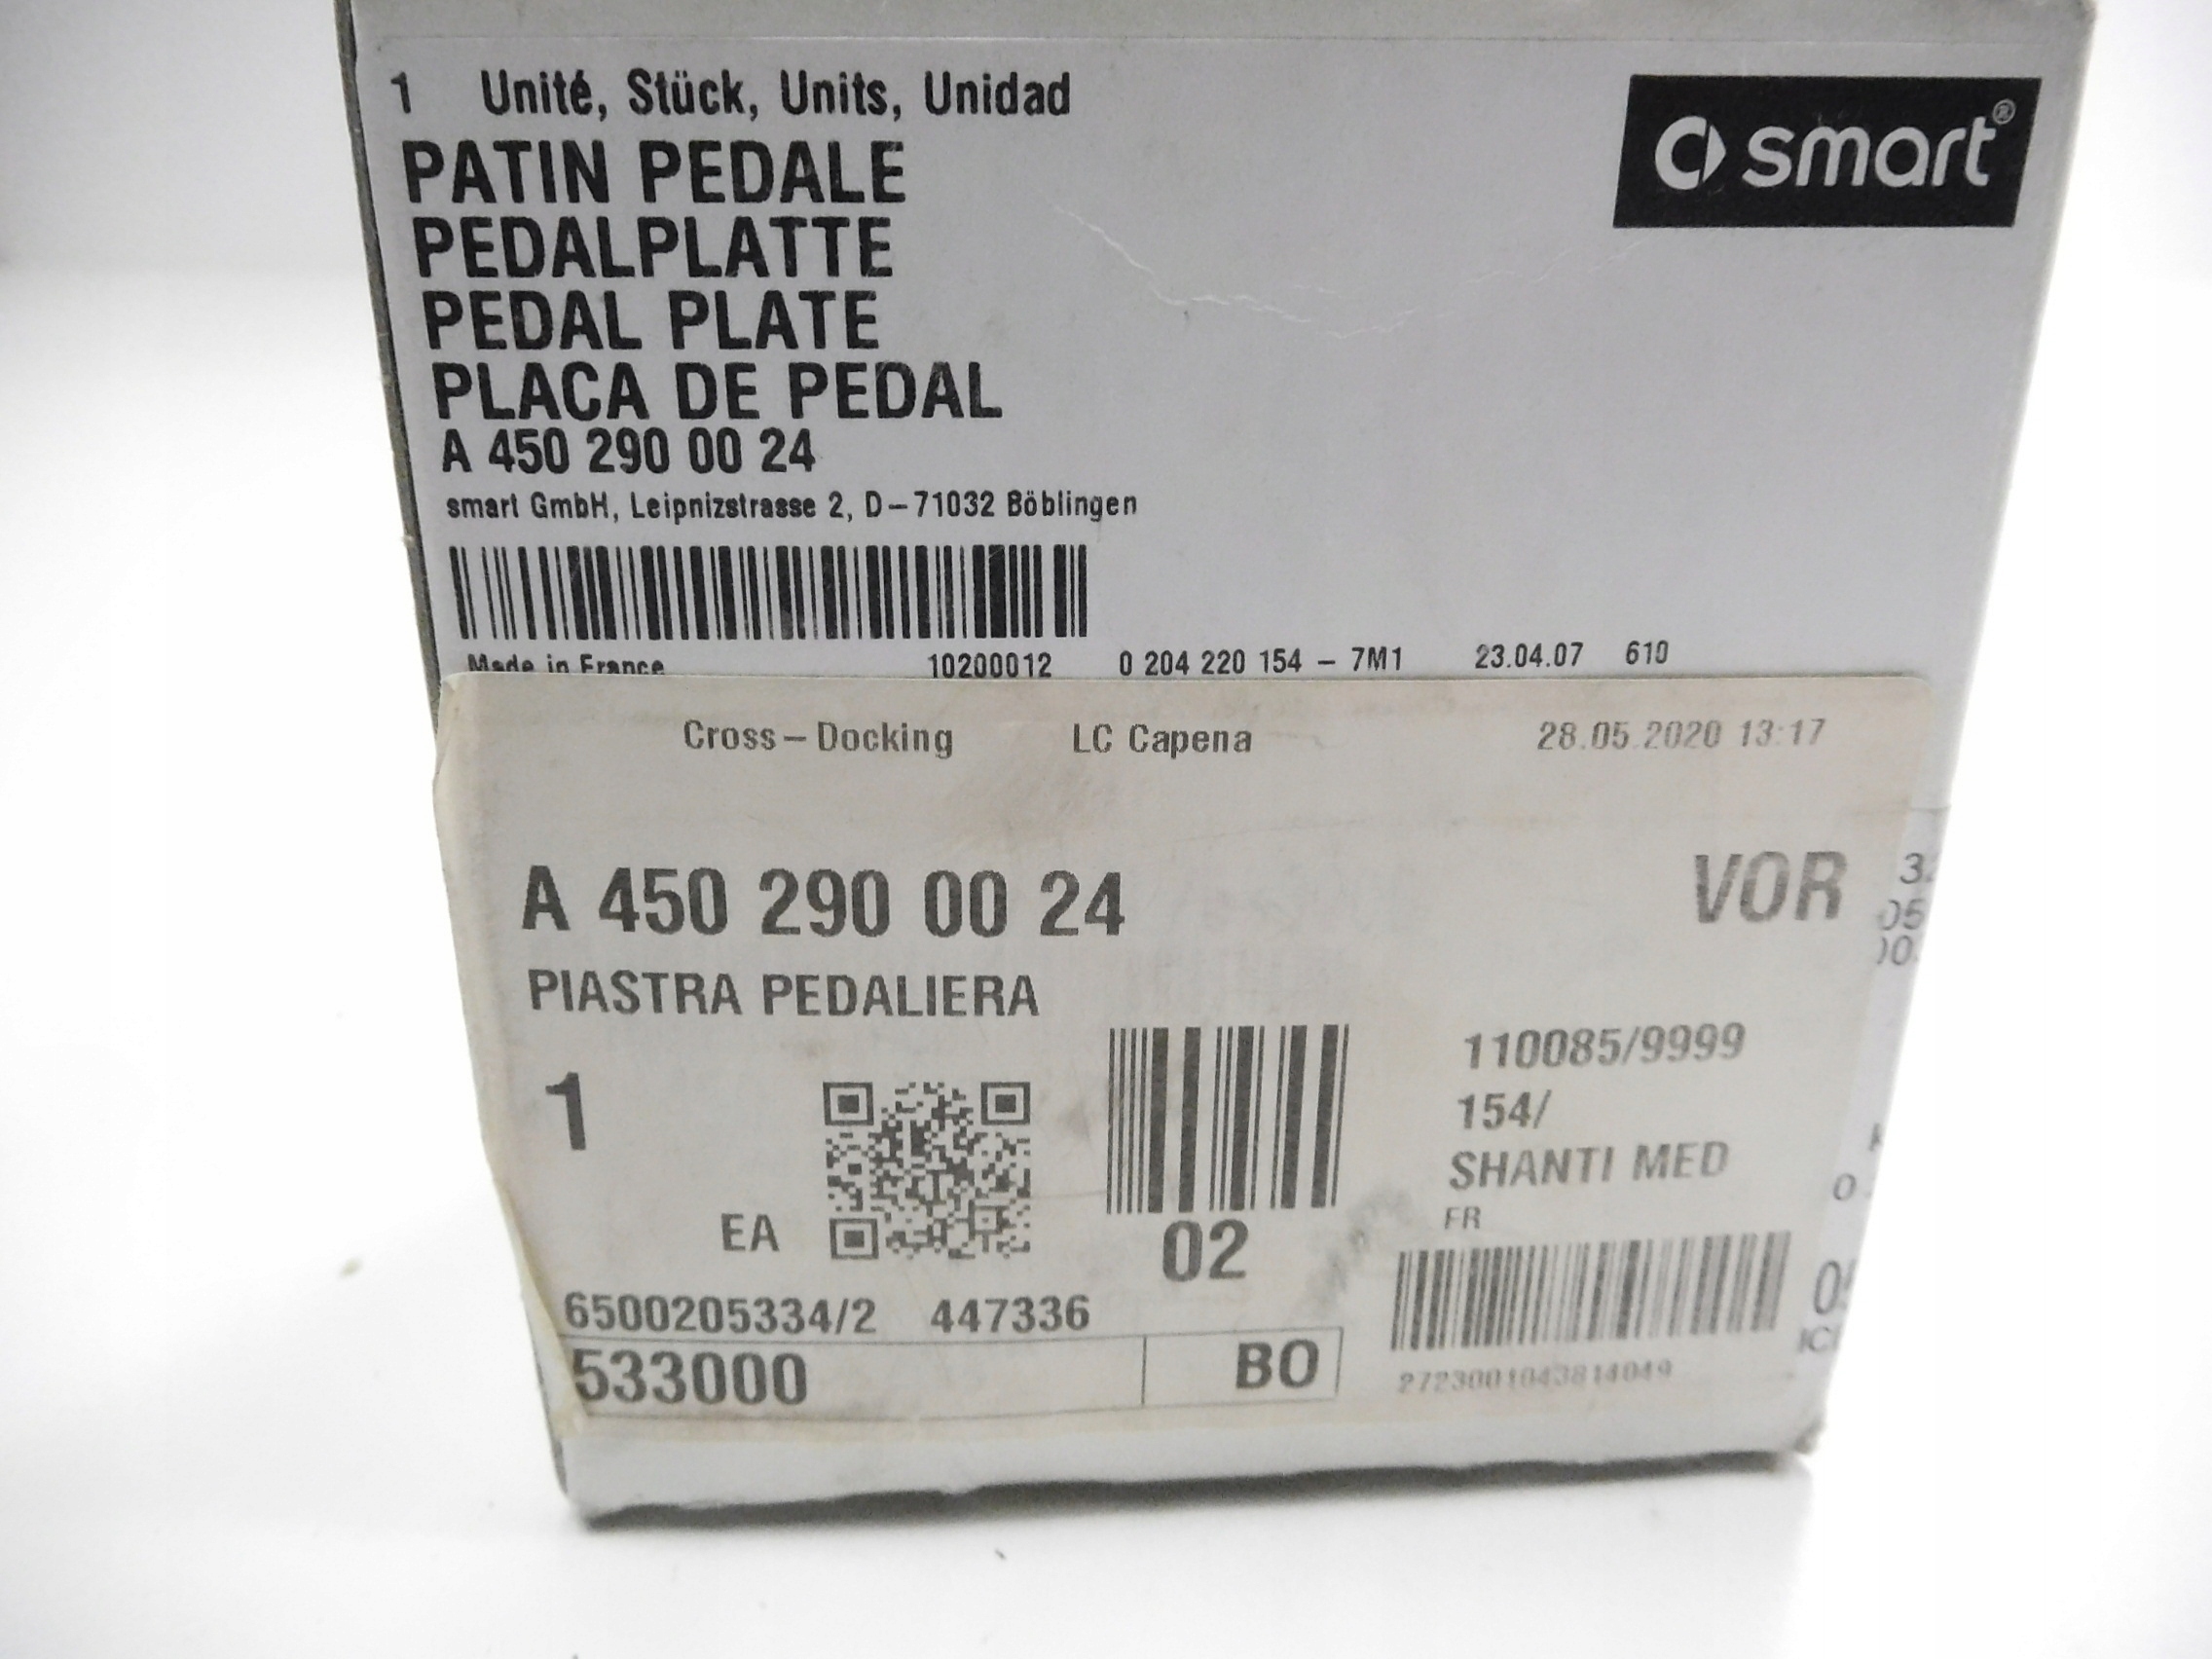 1 Unité, Stück, Units, Unidad
smart®
PATIN PEDALE
PEDALPLATTE
PEDAL PLATE
PLACA DE PEDAL
A 450 290 00 24
smart GmbH, Leipnizstrasse 2, D-71032 Böblingen
Made in France 10200012 0 204 220 154 - 7M1 23.04.07 610
Cross-Docking LC Capena 28.05.2020 13:17
A 450 290 00 24 VOR
PIASTRA PEDALIERA
110085/9999
1
154/
SHANTI MED
EA
02
FR
6500205334/2 447336
533000 BO
2723001043814049